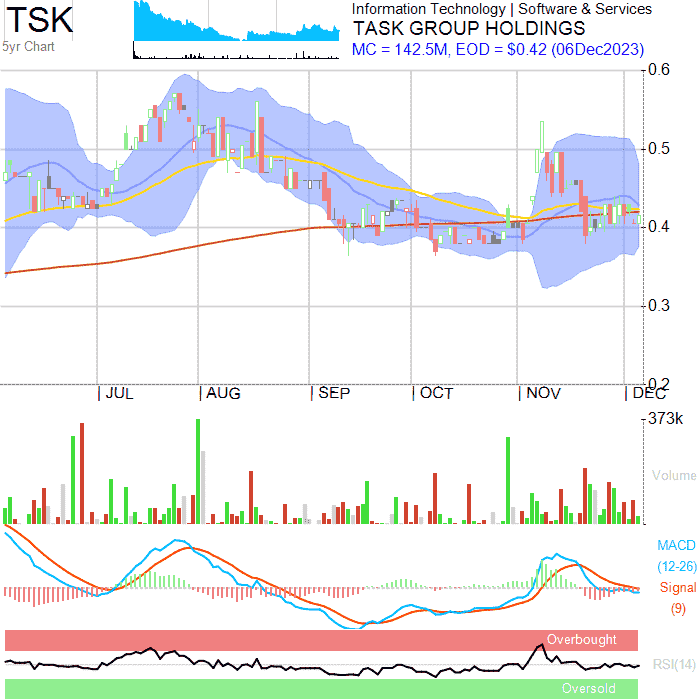 TSK
5yr Chart
Information Technology | Software & Services
TASK GROUP HOLDINGS
MC = 142.5M, EOD = $0.42 (06Dec2023)
0.6
0.5
0.4
0.3
0.2
JUL AUG SEP OCT NOV DEC
373k
Volume
MACD
(12-26)
Signal
(9)
Overbought
RSI(14)
Oversold